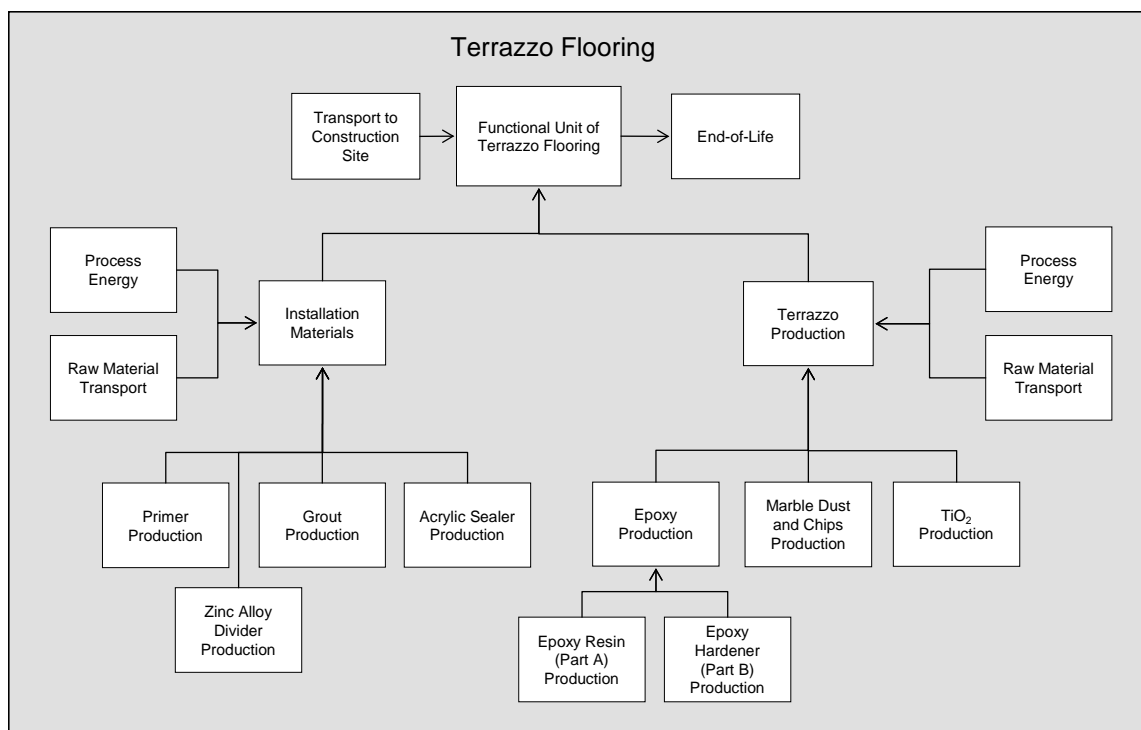 Terrazzo Flooring
Transport to
Construction
Site
Functional Unit of
Terrazzo Flooring
End-of-Life
Process
Energy
Raw Material
Transport
Installation
Materials
Terrazzo
Production
Process
Energy
Raw Material
Transport
Primer
Production
Grout
Production
Acrylic Sealer
Production
Zinc Alloy
Divider
Production
Epoxy
Production
Marble Dust
and Chips
Production
TiO₂
Production
Epoxy Resin
(Part A)
Production
Epoxy
Hardener
(Part B)
Production